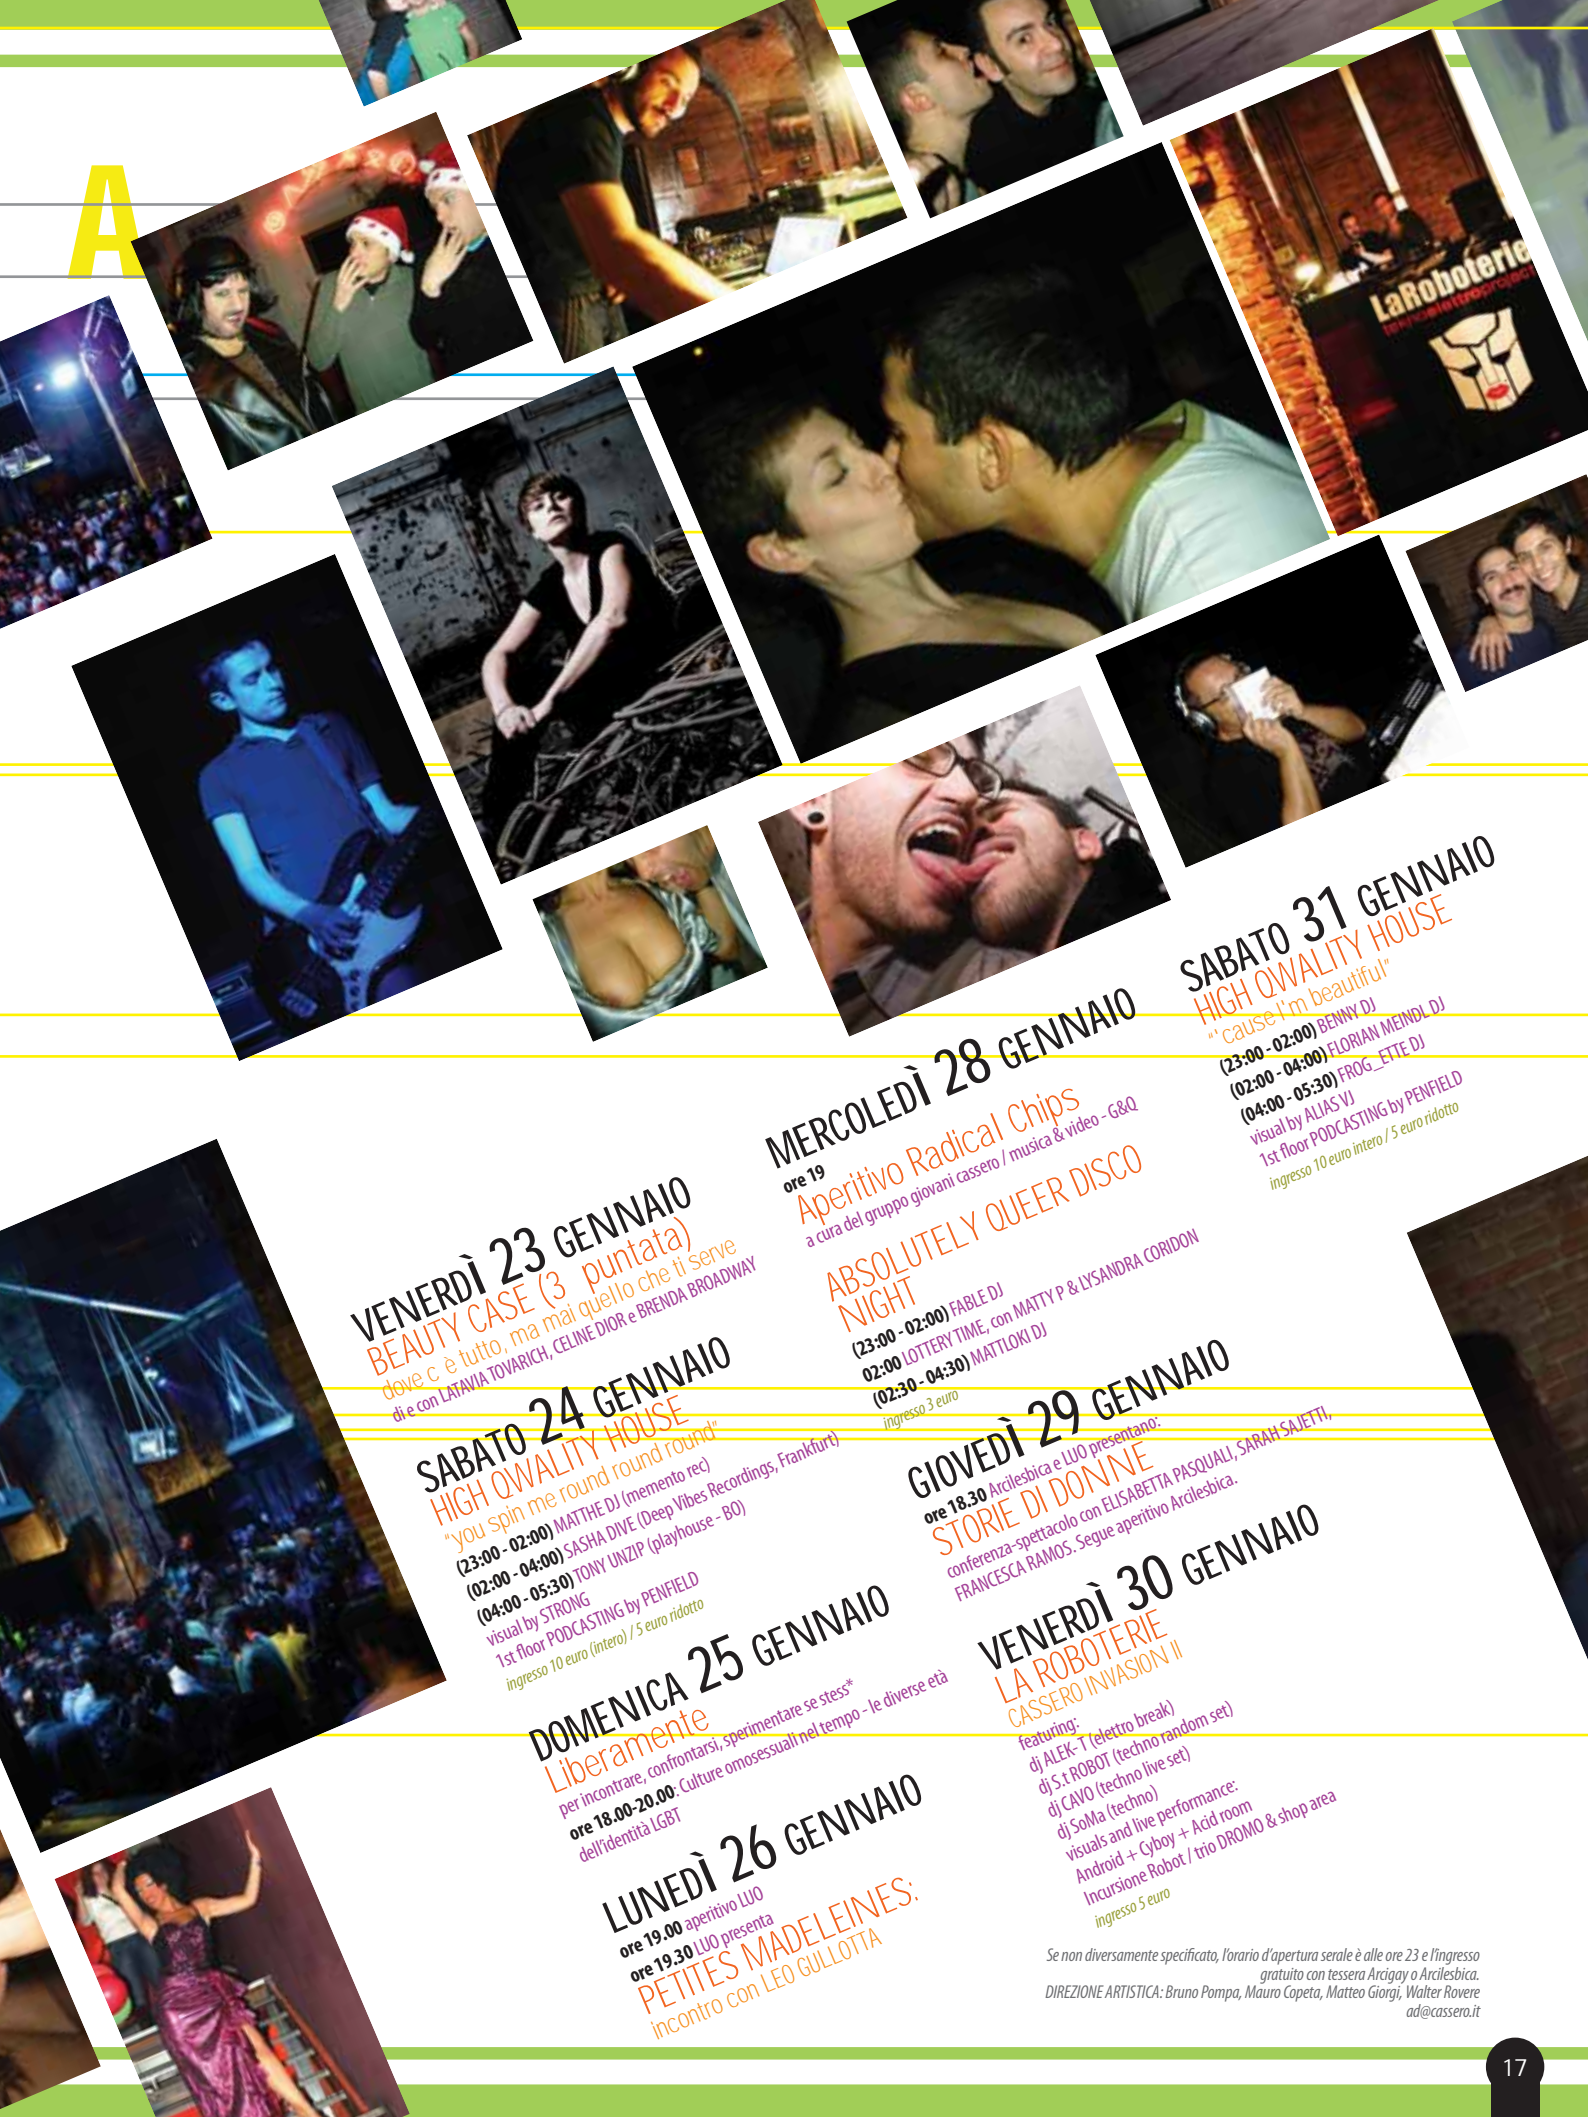 A
LaRoboterie
teknoelettroproject
VENERDÌ 23 GENNAIO
BEAUTY CASE (3 puntata)
dove c è tutto, ma mai quello che ti serve
di e con LATAVIA TOVARICH, CELINE DIOR e BRENDA BROADWAY
SABATO 24 GENNAIO
HIGH QWALITY HOUSE
“you spin me round round round”
(23:00 - 02:00) MATTHE DJ (memento rec)
(02:00 - 04:00) SASHA DIVE (Deep Vibes Recordings, Frankfurt)
(04:00 - 05:30) TONY UNZIP (playhouse - BO)
visual by STRONG
1st floor PODCASTING by PENFIELD
ingresso 10 euro (intero) / 5 euro ridotto
DOMENICA 25 GENNAIO
Liberamente
per incontrare, confrontarsi, sperimentare se stess*
ore 18.00-20.00: Culture omosessuali nel tempo - le diverse età
dell’identità LGBT
LUNEDÌ 26 GENNAIO
ore 19.00 aperitivo LUO
ore 19.30 LUO presenta
PETITES MADELEINES:
incontro con LEO GULLOTTA
MERCOLEDÌ 28 GENNAIO
ore 19
Aperitivo Radical Chips
a cura del gruppo giovani cassero / musica & video - G&Q
ABSOLUTELY QUEER DISCO
NIGHT
(23:00 - 02:00) FABLE DJ
02:00 LOTTERY TIME, con MATTY P & LYSANDRA CORIDON
(02:30 - 04:30) MATTLOKI DJ
ingresso 3 euro
GIOVEDÌ 29 GENNAIO
ore 18.30 Arcilesbica e LUO presentano:
STORIE DI DONNE
conferenza-spettacolo con ELISABETTA PASQUALI, SARAH SAJETTI,
FRANCESCA RAMOS. Segue aperitivo Arcilesbica.
VENERDÌ 30 GENNAIO
LA ROBOTERIE
CASSERO INVASION II
featuring:
dj ALEK- T (elettro break)
dj S.t ROBOT (techno random set)
dj CAVO (techno live set)
dj SoMa (techno)
visuals and live performance:
Android + Cyboy + Acid room
Incursione Robot / trio DROMO & shop area
ingresso 5 euro
SABATO 31 GENNAIO
HIGH QWALITY HOUSE
“’cause I’m beautiful”
(23:00 - 02:00) BENNY DJ
(02:00 - 04:00) FLORIAN MEINDL DJ
(04:00 - 05:30) FROG_ETTE DJ
visual by ALIAS VJ
1st floor PODCASTING by PENFIELD
ingresso 10 euro intero / 5 euro ridotto
Se non diversamente specificato, l’orario d’apertura serale è alle ore 23 e l’ingresso
gratuito con tessera Arcigay o Arcilesbica.
DIREZIONE ARTISTICA: Bruno Pompa, Mauro Copeta, Matteo Giorgi, Walter Rovere
ad@cassero.it
17